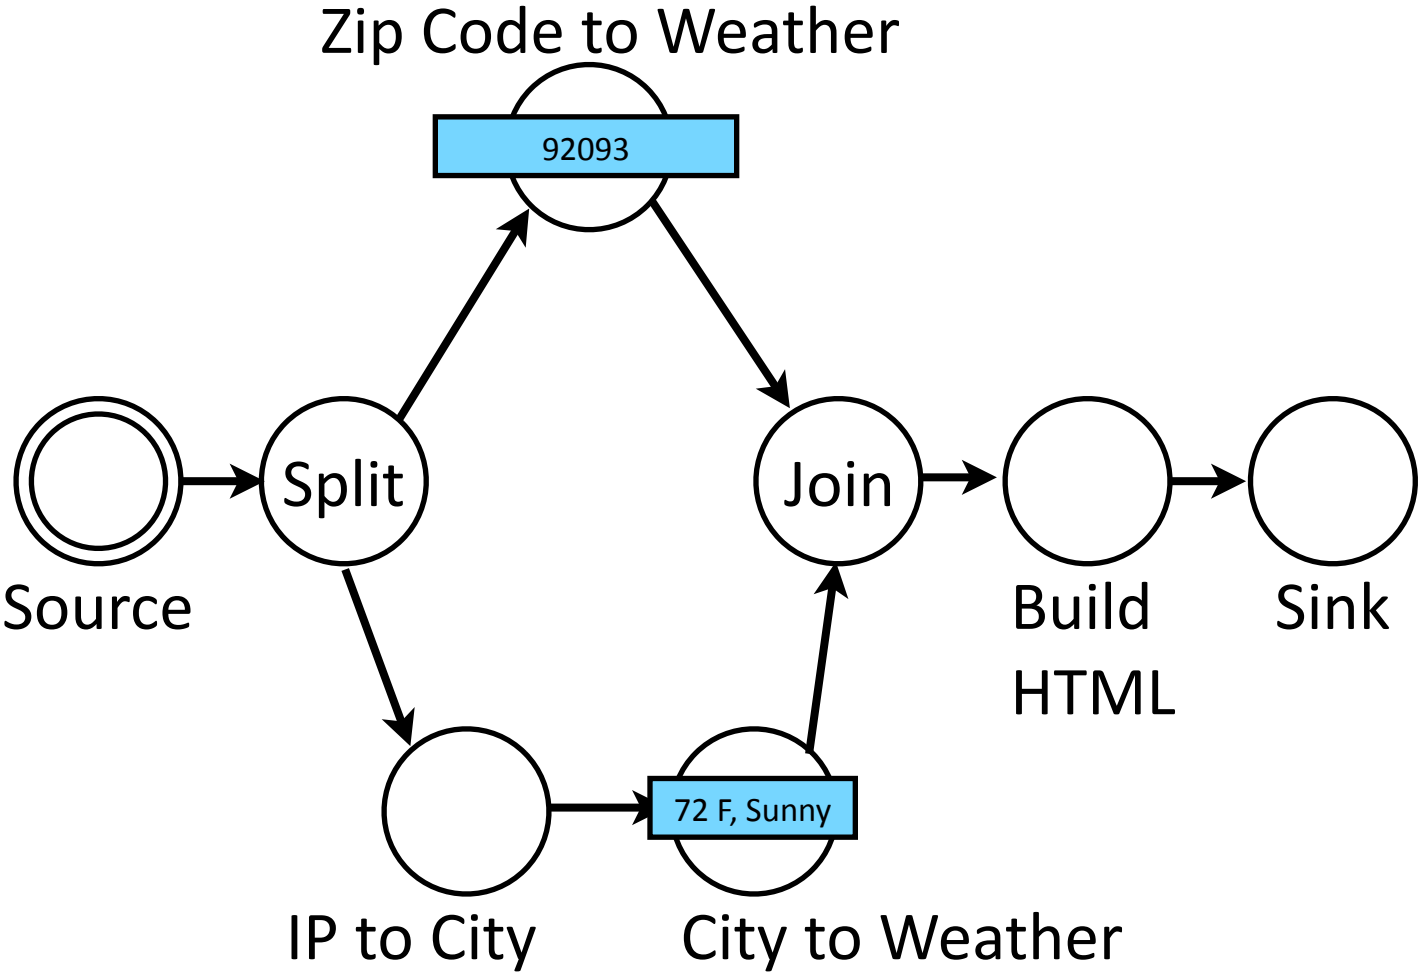 Zip Code to Weather
92093
Split
Join
Source
Build
HTML
Sink
72 F, Sunny
IP to City
City to Weather